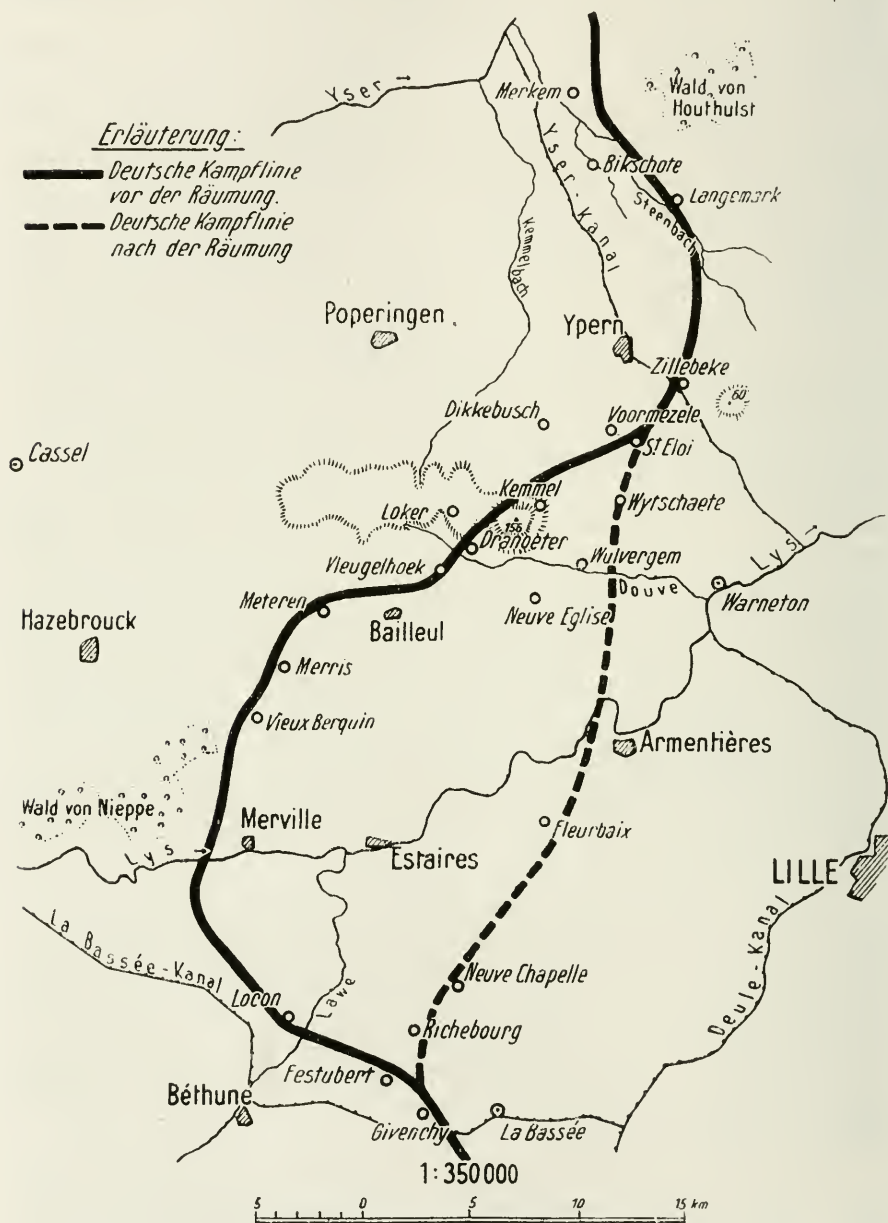 Yser →
Merkem
Wald von
Houthulst
Erläuterung:
Deutsche Kampflinie
vor der Räumung.
Deutsche Kampflinie
nach der Räumung
Bikschote
Yser-Kanal
Langemark
Steenbach
Kemmelbach
Poperingen
Ypern
Zillebeke
60
Dikkebusch
Voormezele
St Eloi
Cassel
Kemmel
Wytschaete
Loker
156
Dranoeter
Wulvergem
Lys →
Vleugelhoek
Douve
Warneton
Meteren
Neuve Eglise
Hazebrouck
Bailleul
Merris
Vieux Berquin
Armentières
Wald von Nieppe
Merville
Fleurbaix
Lys →
Estaires
LILLE
La Bassée-Kanal
Lawe
Neuve Chapelle
Deule-Kanal
Locon
Richebourg
Festubert
Béthune
Givenchy
La Bassée
1:350000
5 0 5 10 15 km